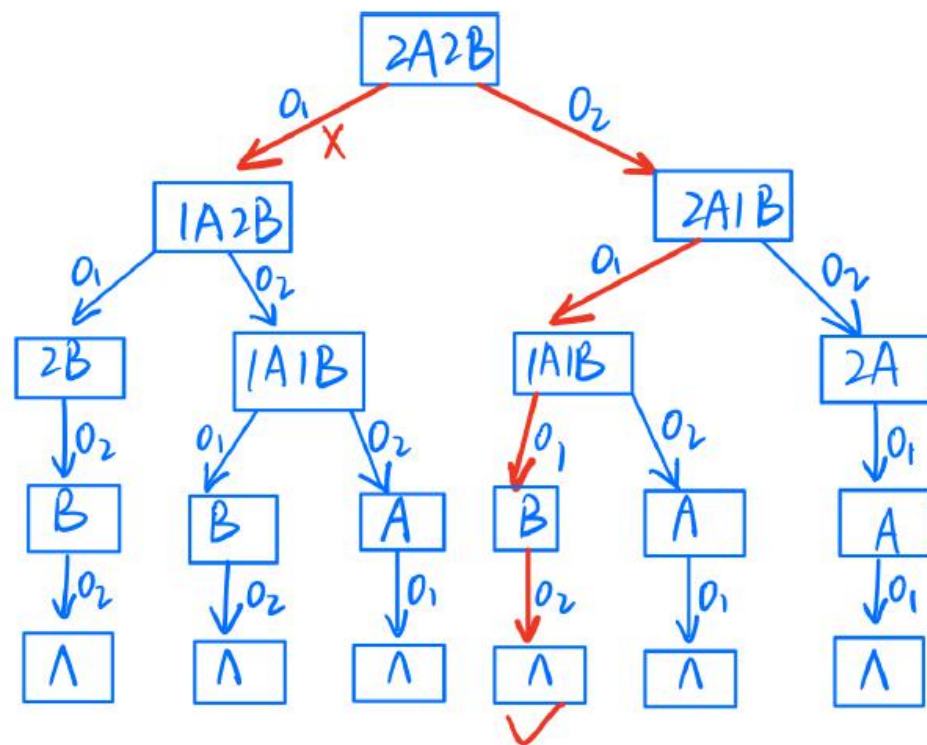 2A2B
O₁ X O₂
1A2B 2A1B
O₁ O₂ O₁ O₂
2B 1A1B 1A1B 2A
O₂ O₁ O₂ O₁ O₂ O₁
B B A B A A
O₂ O₂ O₁ O₂ O₁ O₁
Λ Λ Λ Λ Λ Λ